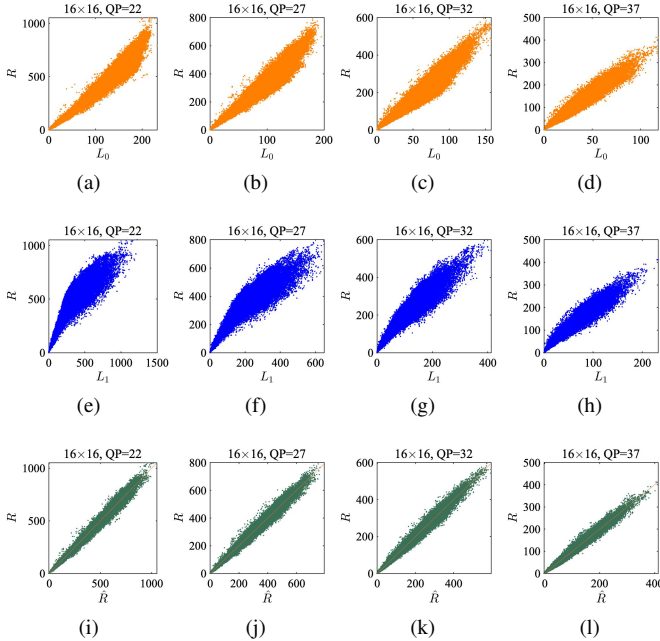 16×16, QP=22
16×16, QP=27
16×16, QP=32
16×16, QP=37
R
1000
500
0
0
100
200
L₀
R
800
600
400
200
0
0
50
100
150
200
L₀
R
600
400
200
0
0
50
100
150
L₀
R
500
400
300
200
100
0
0
50
100
L₀
(a)
(b)
(c)
(d)
16×16, QP=22
16×16, QP=27
16×16, QP=32
16×16, QP=37
R
1000
500
0
0
500
1000
1500
L₁
R
800
600
400
200
0
0
200
400
600
L₁
R
600
400
200
0
0
200
400
L₁
R
500
400
300
200
100
0
0
100
200
L₁
(e)
(f)
(g)
(h)
16×16, QP=22
16×16, QP=27
16×16, QP=32
16×16, QP=37
R
1000
500
0
0
500
1000
R̂
R
800
600
400
200
0
0
200
400
600
R̂
R
600
400
200
0
0
200
400
R̂
R
500
400
300
200
100
0
0
200
400
R̂
(i)
(j)
(k)
(l)